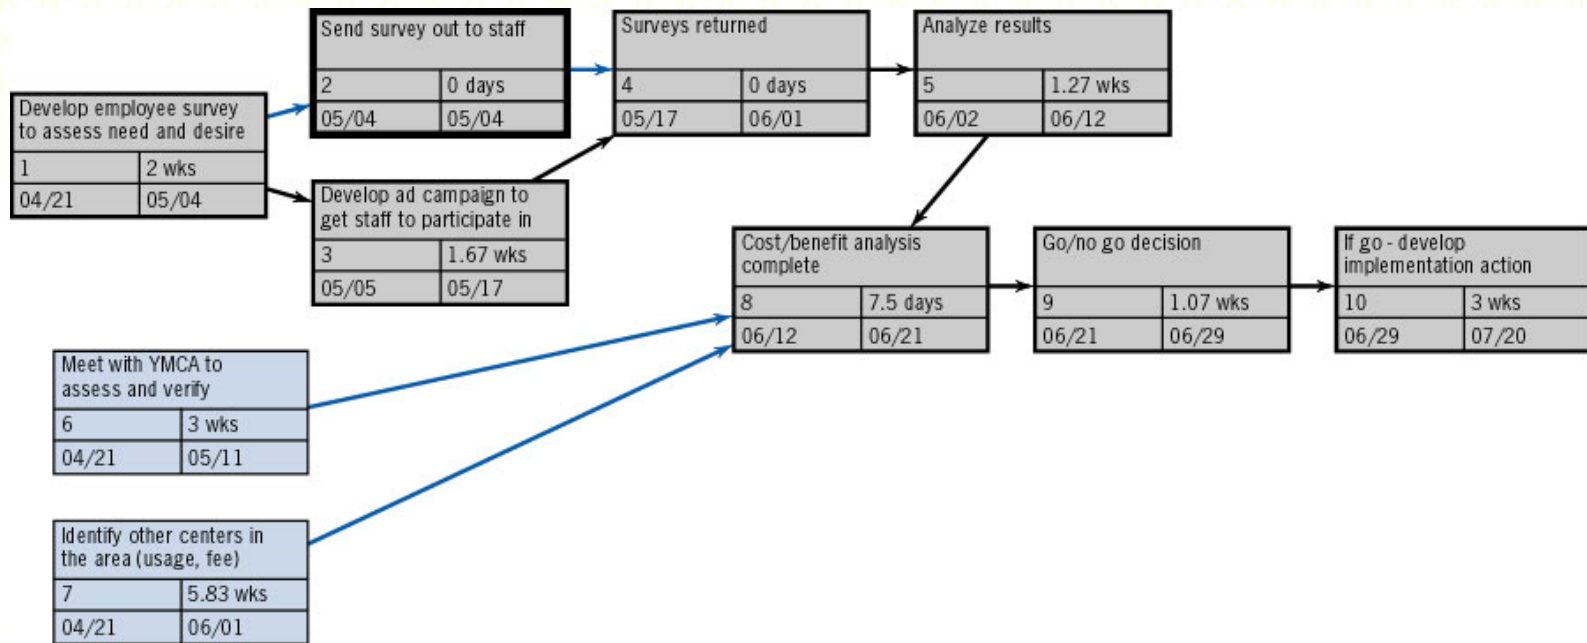 Send survey out to staff
2 0 days
05/04 05/04
Surveys returned
4 0 days
05/17 06/01
Analyze results
5 1.27 wks
06/02 06/12
Develop employee survey
to assess need and desire
1 2 wks
04/21 05/04
Develop ad campaign to
get staff to participate in
3 1.67 wks
05/05 05/17
Cost/benefit analysis
complete
8 7.5 days
06/12 06/21
Go/no go decision
9 1.07 wks
06/21 06/29
If go - develop
implementation action
10 3 wks
06/29 07/20
Meet with YMCA to
assess and verify
6 3 wks
04/21 05/11
Identify other centers in
the area (usage, fee)
7 5.83 wks
04/21 06/01